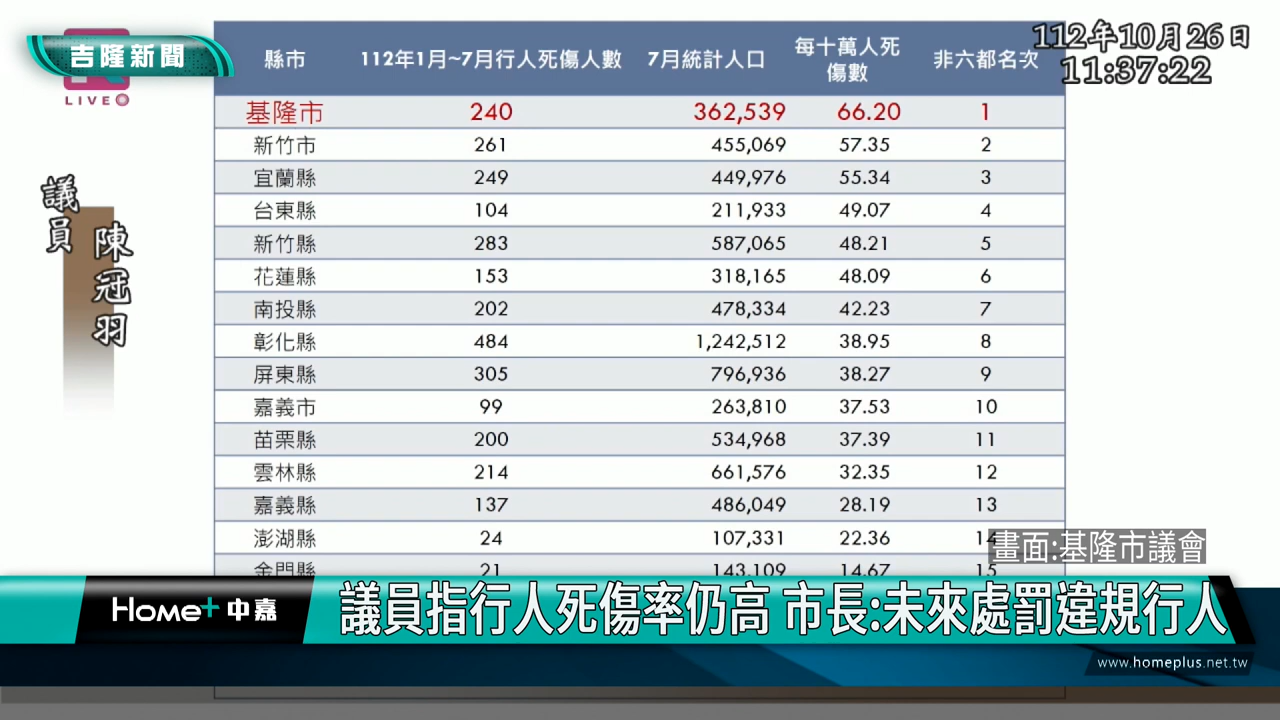 吉隆新聞
LIVE
112年10月26日
11:37:22
議員
陳冠羽
縣市 112年1月~7月行人死傷人數 7月統計人口 每十萬人死傷數 非六都名次
基隆市 240 362,539 66.20 1
新竹市 261 455,069 57.35 2
宜蘭縣 249 449,976 55.34 3
台東縣 104 211,933 49.07 4
新竹縣 283 587,065 48.21 5
花蓮縣 153 318,165 48.09 6
南投縣 202 478,334 42.23 7
彰化縣 484 1,242,512 38.95 8
屏東縣 305 796,936 38.27 9
嘉義市 99 263,810 37.53 10
苗栗縣 200 534,968 37.39 11
雲林縣 214 661,576 32.35 12
嘉義縣 137 486,049 28.19 13
澎湖縣 24 107,331 22.36 14
金門縣 21 143,109 14.67 15
畫面:基隆市議會
Home+中嘉
議員指行人死傷率仍高 市長:未來處罰違規行人
www.homeplus.net.tw